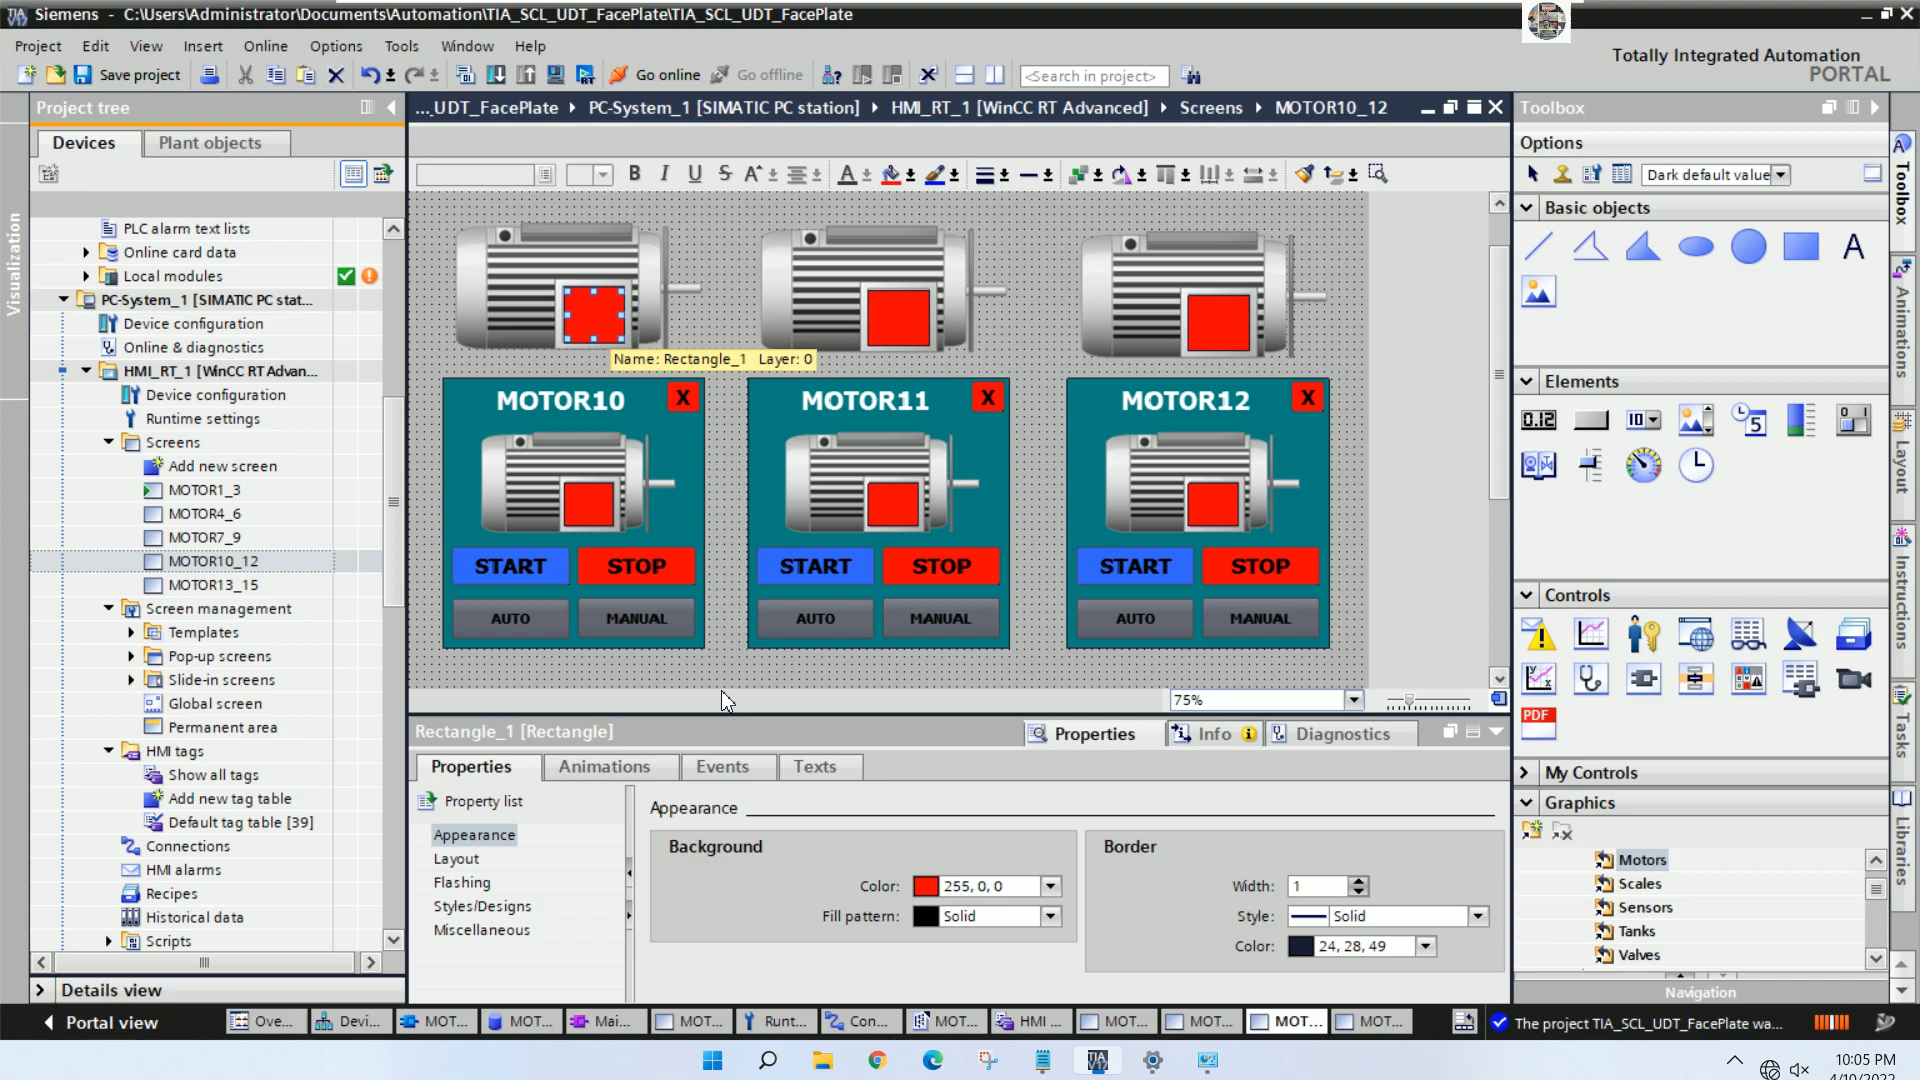 Siemens - C:\Users\Administrator\Documents\Automation\TIA_SCL_UDT_FacePlate\TIA_SCL_UDT_FacePlate
Project Edit View Insert Online Options Tools Window Help
Totally Integrated Automation
PORTAL
Save project
Go online
Go offline
<Search in project>
Project tree
Devices
Plant objects
Visualization
PLC alarm text lists
Online card data
Local modules
PC-System_1 [SIMATIC PC stat...
Device configuration
Online & diagnostics
HMI_RT_1 [WinCC RT Advan...
Device configuration
Runtime settings
Screens
Add new screen
MOTOR1_3
MOTOR4_6
MOTOR7_9
MOTOR10_12
MOTOR13_15
Screen management
Templates
Pop-up screens
Slide-in screens
Global screen
Permanent area
HMI tags
Show all tags
Add new tag table
Default tag table [39]
Connections
HMI alarms
Recipes
Historical data
Scripts
Details view
..._UDT_FacePlate PC-System_1 [SIMATIC PC station] HMI_RT_1 [WinCC RT Advanced] Screens MOTOR10_12
B I U S A A
Name: Rectangle_1 Layer: 0
MOTOR10 X
START STOP
AUTO MANUAL
MOTOR11 X
START STOP
AUTO MANUAL
MOTOR12 X
START STOP
AUTO MANUAL
75%
Rectangle_1 [Rectangle]
Properties
Info
Diagnostics
Properties Animations Events Texts
Property list
Appearance
Layout
Flashing
Styles/Designs
Miscellaneous
Appearance
Background
Color: 255, 0, 0
Fill pattern: Solid
Border
Width: 1
Style: Solid
Color: 24, 28, 49
Toolbox
Options
Dark default value
Basic objects
A
Elements
0.12
10
5
0 1
Controls
PDF
My Controls
Graphics
Motors
Scales
Sensors
Tanks
Valves
Navigation
Toolbox
Animations
Layout
Instructions
Tasks
Libraries
Portal view
Ove...
Devi...
MOT...
MOT...
Mai...
MOT...
Runt...
Con...
MOT...
HMI ...
MOT...
MOT...
MOT...
MOT...
The project TIA_SCL_UDT_FacePlate wa...
10:05 PM
4/10/2022